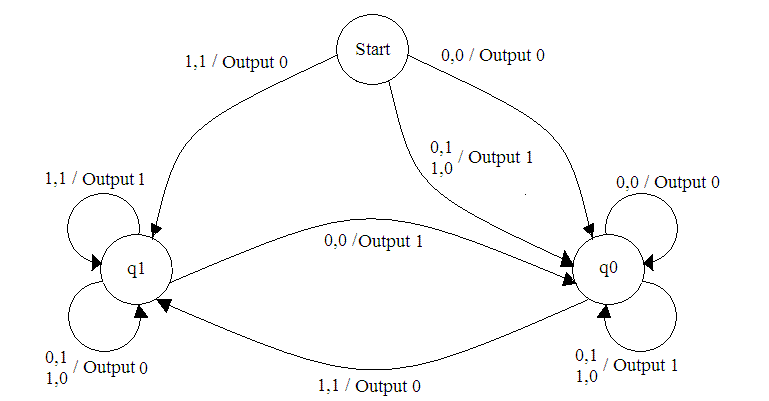 Start
1,1 / Output 0
0,0 / Output 0
0,1
1,0 / Output 1
1,1 / Output 1
0,0 / Output 0
0,0 /Output 1
q1
q0
0,1
1,0 / Output 0
0,1
1,0 / Output 1
1,1 / Output 0